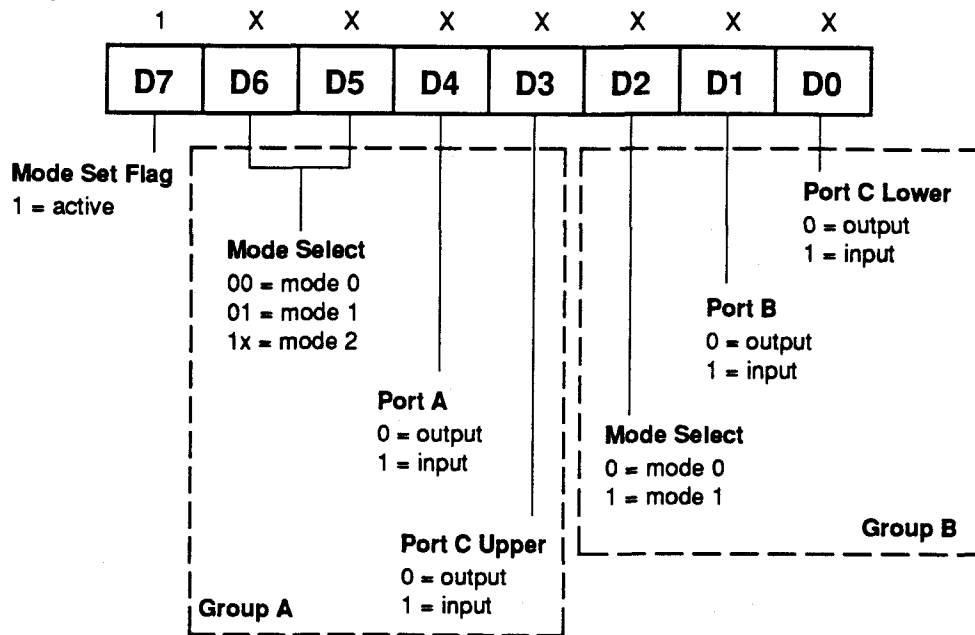 1 X X X X X X X
D7 D6 D5 D4 D3 D2 D1 D0
Mode Set Flag
1 = active
Mode Select
00 = mode 0
01 = mode 1
1x = mode 2
Port A
0 = output
1 = input
Port C Upper
0 = output
1 = input
Group A
Port C Lower
0 = output
1 = input
Port B
0 = output
1 = input
Mode Select
0 = mode 0
1 = mode 1
Group B